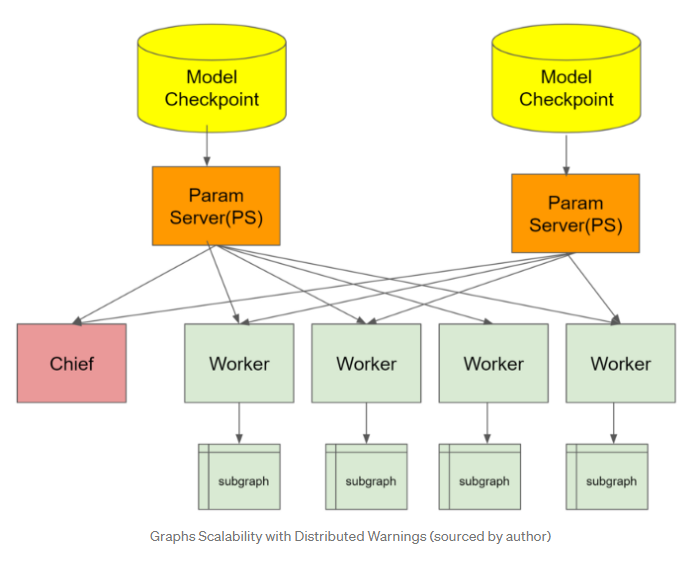 Model
Checkpoint
Model
Checkpoint
Param
Server(PS)
Param
Server(PS)
Chief
Worker
Worker
Worker
Worker
subgraph
subgraph
subgraph
subgraph
Graphs Scalability with Distributed Warnings (sourced by author)